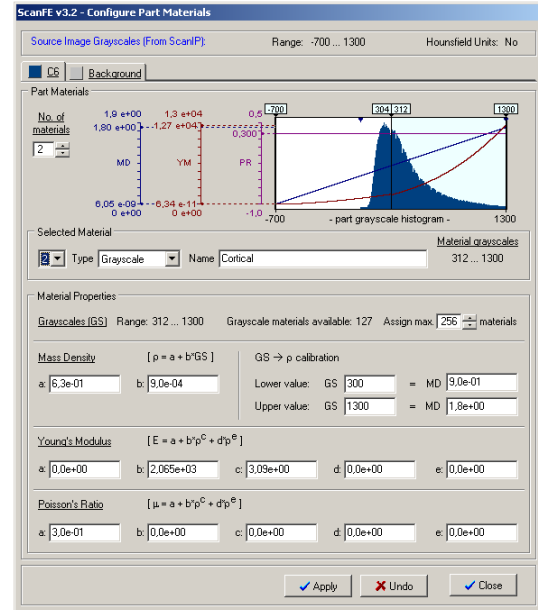 ScanFE v3.2 - Configure Part Materials
Source Image Grayscales (From ScanIP): Range: -700 ... 1300 Hounsfield Units: No
C6 Background
Part Materials
No. of materials
2
1,9 e+00 1,3 e+04 0,5
1,80 e+00 1,27 e+04 0,300
MD YM PR
6,05 e-09 6,34 e-11
0 e+00 0 e+00 -1,0
-700 304 312 1300
-700 - part grayscale histogram - 1300
Selected Material
Material grayscales
2 Type Grayscale Name Cortical 312 ... 1300
Material Properties
Grayscales (GS) Range: 312 ... 1300 Grayscale materials available: 127 Assign max. 256 materials
Mass Density [ ρ = a + b*GS ] GS → ρ calibration
a: 6,3e-01 b: 9,0e-04
Lower value: GS 300 = MD 9,0e-01
Upper value: GS 1300 = MD 1,8e+00
Young's Modulus [ E = a + b*ρ^c + d*ρ^e ]
a: 0,0e+00 b: 2,065e+03 c: 3,09e+00 d: 0,0e+00 e: 0,0e+00
Poisson's Ratio [ μ = a + b*ρ^c + d*ρ^e ]
a: 3,0e-01 b: 0,0e+00 c: 0,0e+00 d: 0,0e+00 e: 0,0e+00
Apply Undo Close